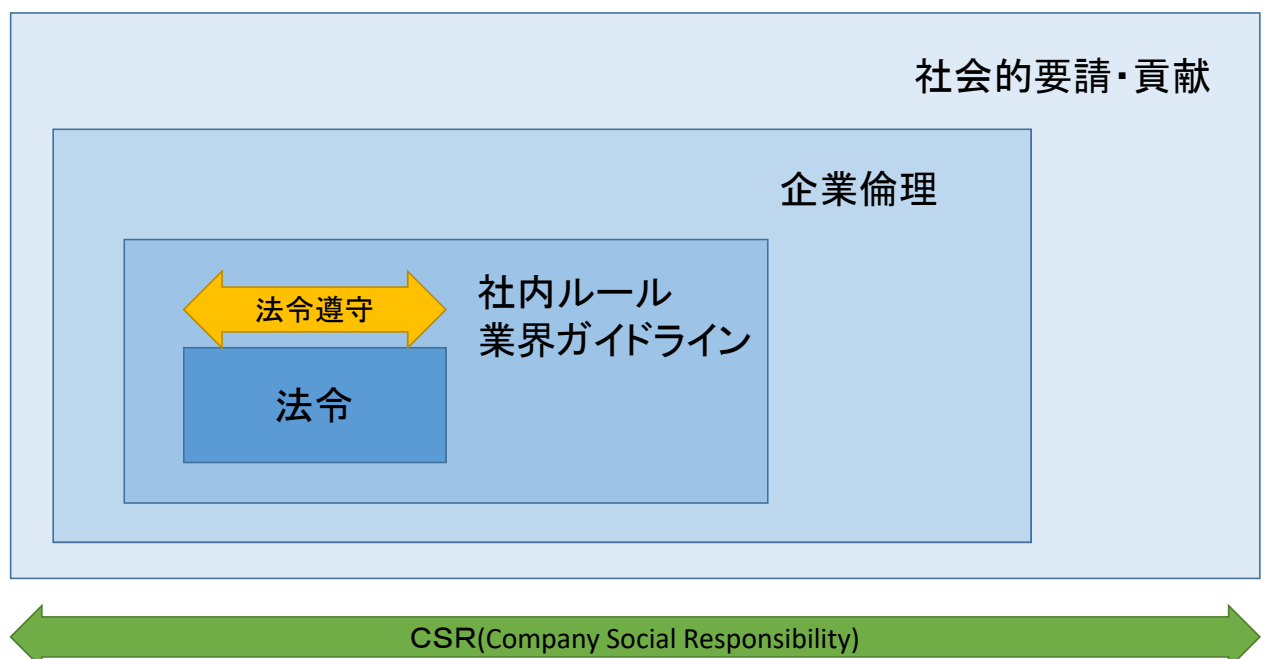 社会的要請・貢献
企業倫理
社内ルール
業界ガイドライン
法令遵守
法令
CSR(Company Social Responsibility)